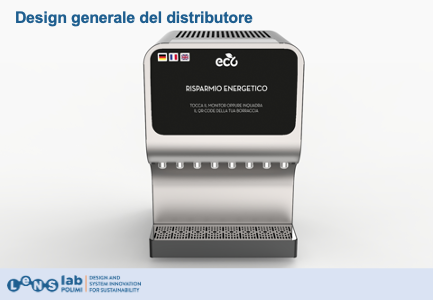 Design generale del distributore
eco
RISPARMIO ENERGETICO
TOCCA IL MONITOR OPPURE INQUADRA
IL QR CODE DELLA TUA BORRACCIA
LeNS lab
POLIMI
DESIGN AND
SYSTEM INNOVATION
FOR SUSTAINABILITY